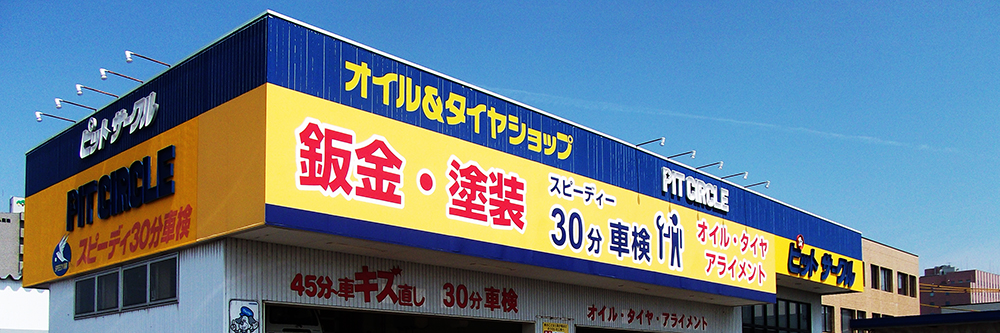 ピット サークル
PIT CIRCLE
スピーディ30分車検
オイル&タイヤショップ
鈑金・塗装
スピーディー
30分車検
PIT CIRCLE
オイル・タイヤ
アライメント
ピット サークル
45分車キズ直し
30分車検
オイル・タイヤ・アライメント